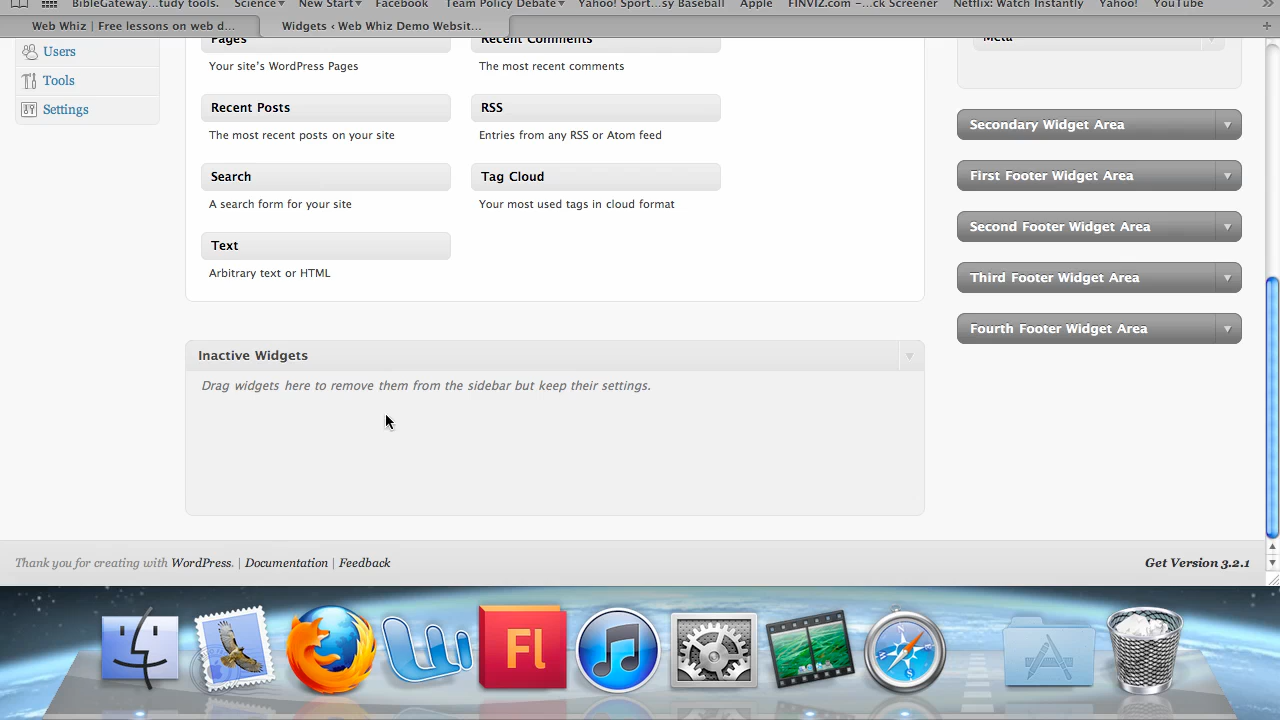 BibleGateway...tudy tools. Science New Start Facebook Team Policy Debate Yahoo! Sport...sy Baseball Apple FINVIZ.com -...ck Screener Netflix: Watch Instantly Yahoo! YouTube
Web Whiz | Free lessons on web d... Widgets ‹ Web Whiz Demo Websit...
Users
Tools
Settings
Pages
Your site's WordPress Pages
Recent Comments
The most recent comments
Recent Posts
The most recent posts on your site
RSS
Entries from any RSS or Atom feed
Search
A search form for your site
Tag Cloud
Your most used tags in cloud format
Text
Arbitrary text or HTML
Inactive Widgets
Drag widgets here to remove them from the sidebar but keep their settings.
Meta
Secondary Widget Area
First Footer Widget Area
Second Footer Widget Area
Third Footer Widget Area
Fourth Footer Widget Area
Thank you for creating with WordPress. | Documentation | Feedback
Get Version 3.2.1
Fl